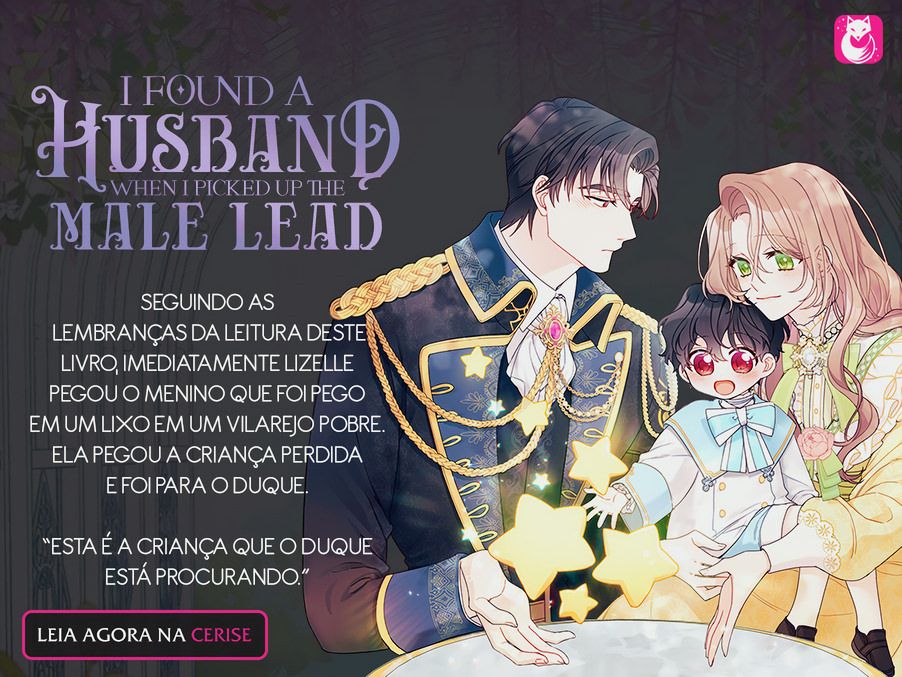 I FOUND A
HUSBAND
WHEN I PICKED UP THE
MALE LEAD
SEGUINDO AS
LEMBRANÇAS DA LEITURA DESTE
LIVRO, IMEDIATAMENTE LIZELLE
PEGOU O MENINO QUE FOI PEGO
EM UM LIXO EM UM VILAREJO POBRE.
ELA PEGOU A CRIANÇA PERDIDA
E FOI PARA O DUQUE.
“ESTA É A CRIANÇA QUE O DUQUE
ESTÁ PROCURANDO.”
LEIA AGORA NA CERISE